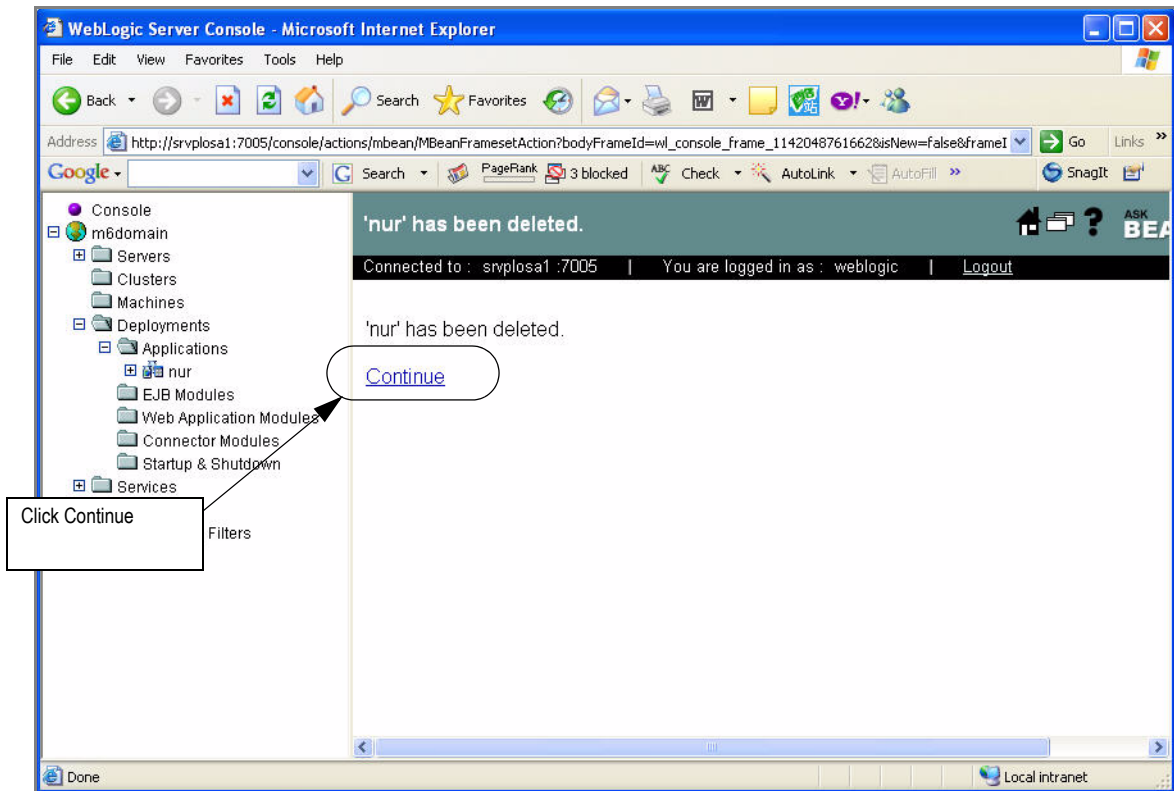 WebLogic Server Console - Microsoft Internet Explorer
File Edit View Favorites Tools Help
Back Search Favorites
Address http://srvplosa1:7005/console/actions/mbean/MBeanFramesetAction?bodyFrameId=wl_console_frame_1142048761662&isNew=false&frameI Go Links »
Google Search PageRank 3 blocked ABC Check AutoLink AutoFill » SnagIt
Console
m6domain
Servers
Clusters
Machines
Deployments
Applications
nur
EJB Modules
Web Application Modules
Connector Modules
Startup & Shutdown
Services
Filters
'nur' has been deleted.
ASK
BEA
Connected to : srvplosa1 :7005 | You are logged in as : weblogic | Logout
'nur' has been deleted.
Continue
Click Continue
Done Local intranet